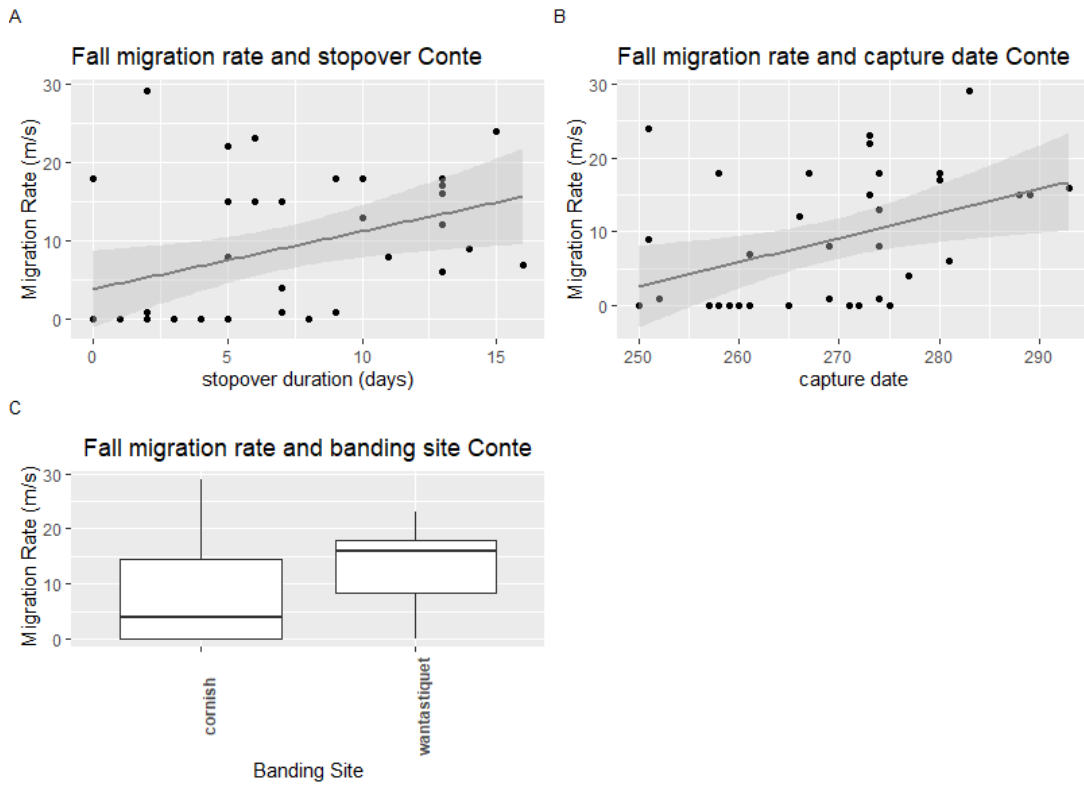 A
Fall migration rate and stopover Conte
Migration Rate (m/s)
30
20
10
0
0 5 10 15
stopover duration (days)
B
Fall migration rate and capture date Conte
Migration Rate (m/s)
30
20
10
0
250 260 270 280 290
capture date
C
Fall migration rate and banding site Conte
Migration Rate (m/s)
30
20
10
0
cornish
wantastiquet
Banding Site